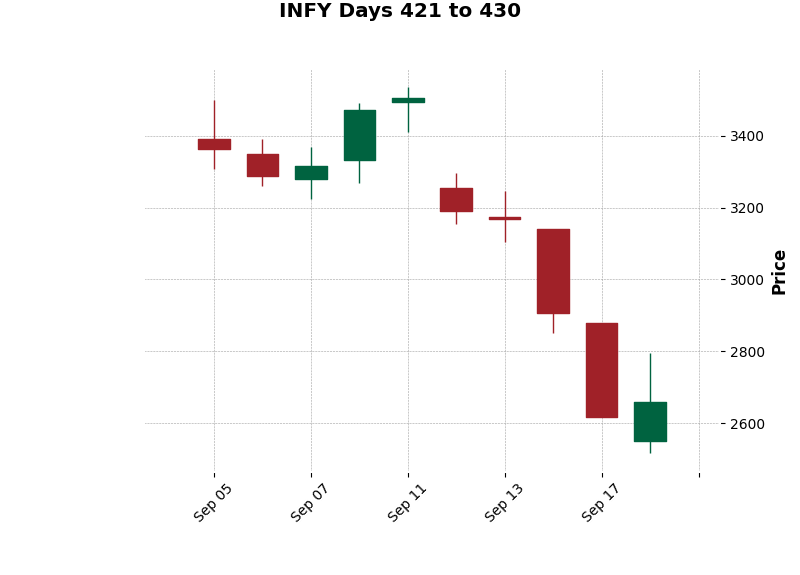 INFY Days 421 to 430
3400
3200
3000
2800
2600
Price
Sep 05
Sep 07
Sep 11
Sep 13
Sep 17